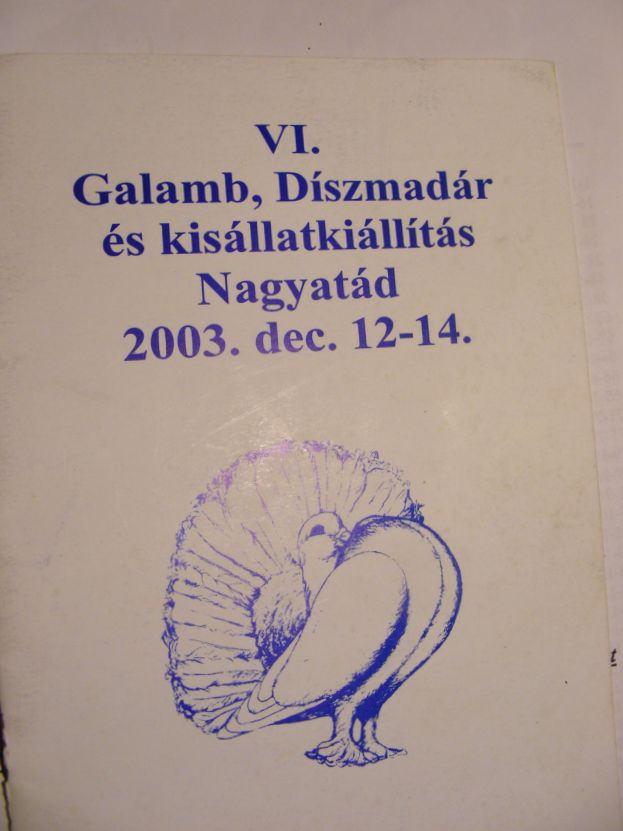 VI.
Galamb, Díszmadár
és kisállatkiállítás
Nagyatád
2003. dec. 12-14.